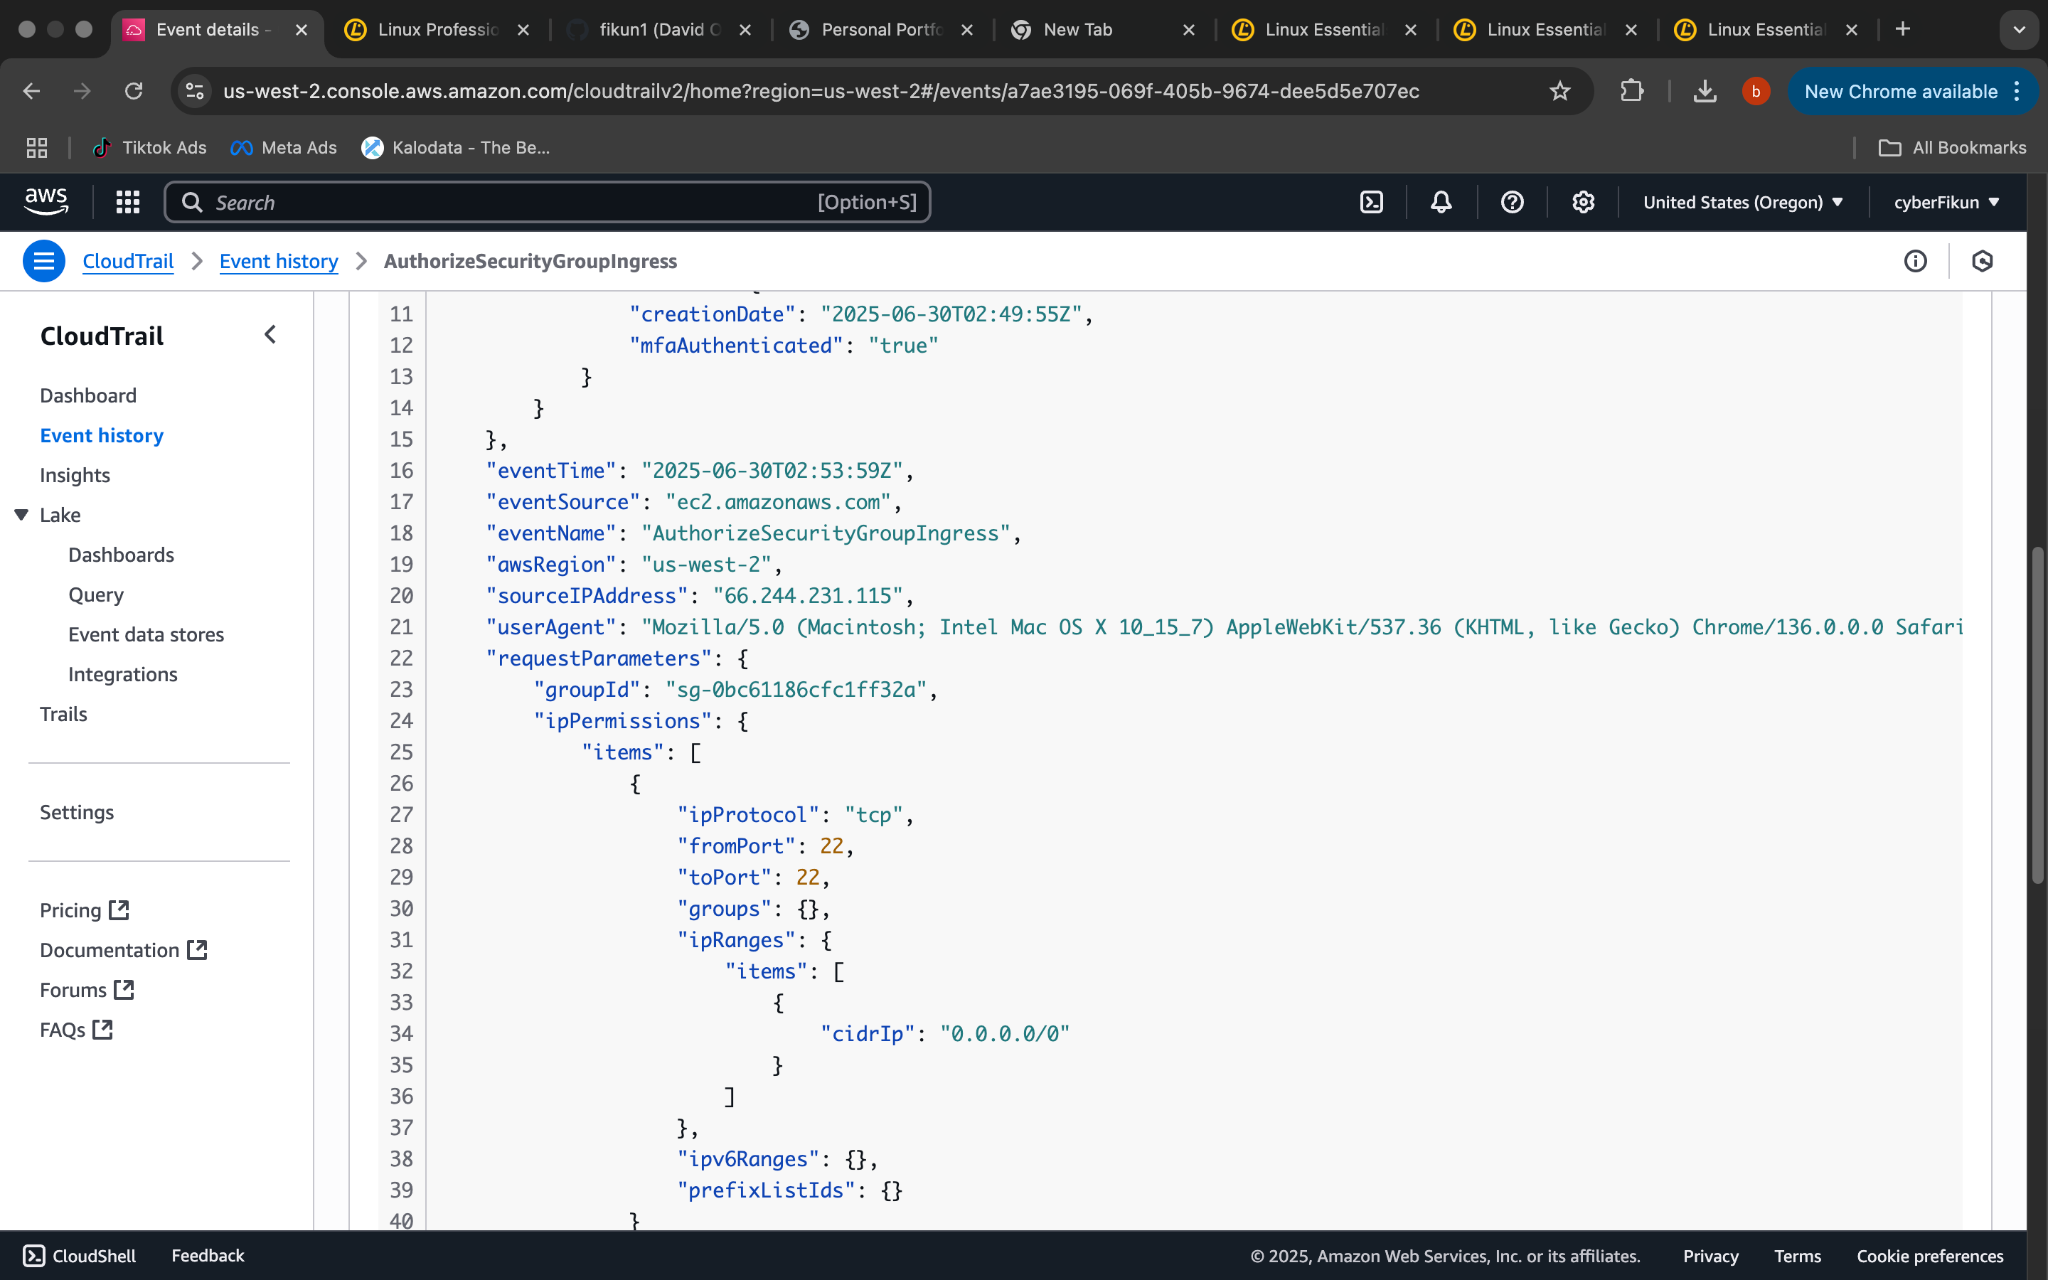 Event details -
Linux Professio
fikun1 (David O
Personal Portfo
New Tab
Linux Essential
Linux Essential
Linux Essential
us-west-2.console.aws.amazon.com/cloudtrailv2/home?region=us-west-2#/events/a7ae3195-069f-405b-9674-dee5d5e707ec
b
New Chrome available
Tiktok Ads
Meta Ads
Kalodata - The Be...
All Bookmarks
aws
Search
[Option+S]
United States (Oregon)
cyberFikun
CloudTrail
Event history
AuthorizeSecurityGroupIngress
CloudTrail
Dashboard
Event history
Insights
Lake
Dashboards
Query
Event data stores
Integrations
Trails
Settings
Pricing
Documentation
Forums
FAQs
11 "creationDate": "2025-06-30T02:49:55Z",
12 "mfaAuthenticated": "true"
13 }
14 }
15 },
16 "eventTime": "2025-06-30T02:53:59Z",
17 "eventSource": "ec2.amazonaws.com",
18 "eventName": "AuthorizeSecurityGroupIngress",
19 "awsRegion": "us-west-2",
20 "sourceIPAddress": "66.244.231.115",
21 "userAgent": "Mozilla/5.0 (Macintosh; Intel Mac OS X 10_15_7) AppleWebKit/537.36 (KHTML, like Gecko) Chrome/136.0.0.0 Safari
22 "requestParameters": {
23 "groupId": "sg-0bc61186cfc1ff32a",
24 "ipPermissions": {
25 "items": [
26 {
27 "ipProtocol": "tcp",
28 "fromPort": 22,
29 "toPort": 22,
30 "groups": {},
31 "ipRanges": {
32 "items": [
33 {
34 "cidrIp": "0.0.0.0/0"
35 }
36 ]
37 },
38 "ipv6Ranges": {},
39 "prefixListIds": {}
40 }
CloudShell
Feedback
© 2025, Amazon Web Services, Inc. or its affiliates.
Privacy
Terms
Cookie preferences